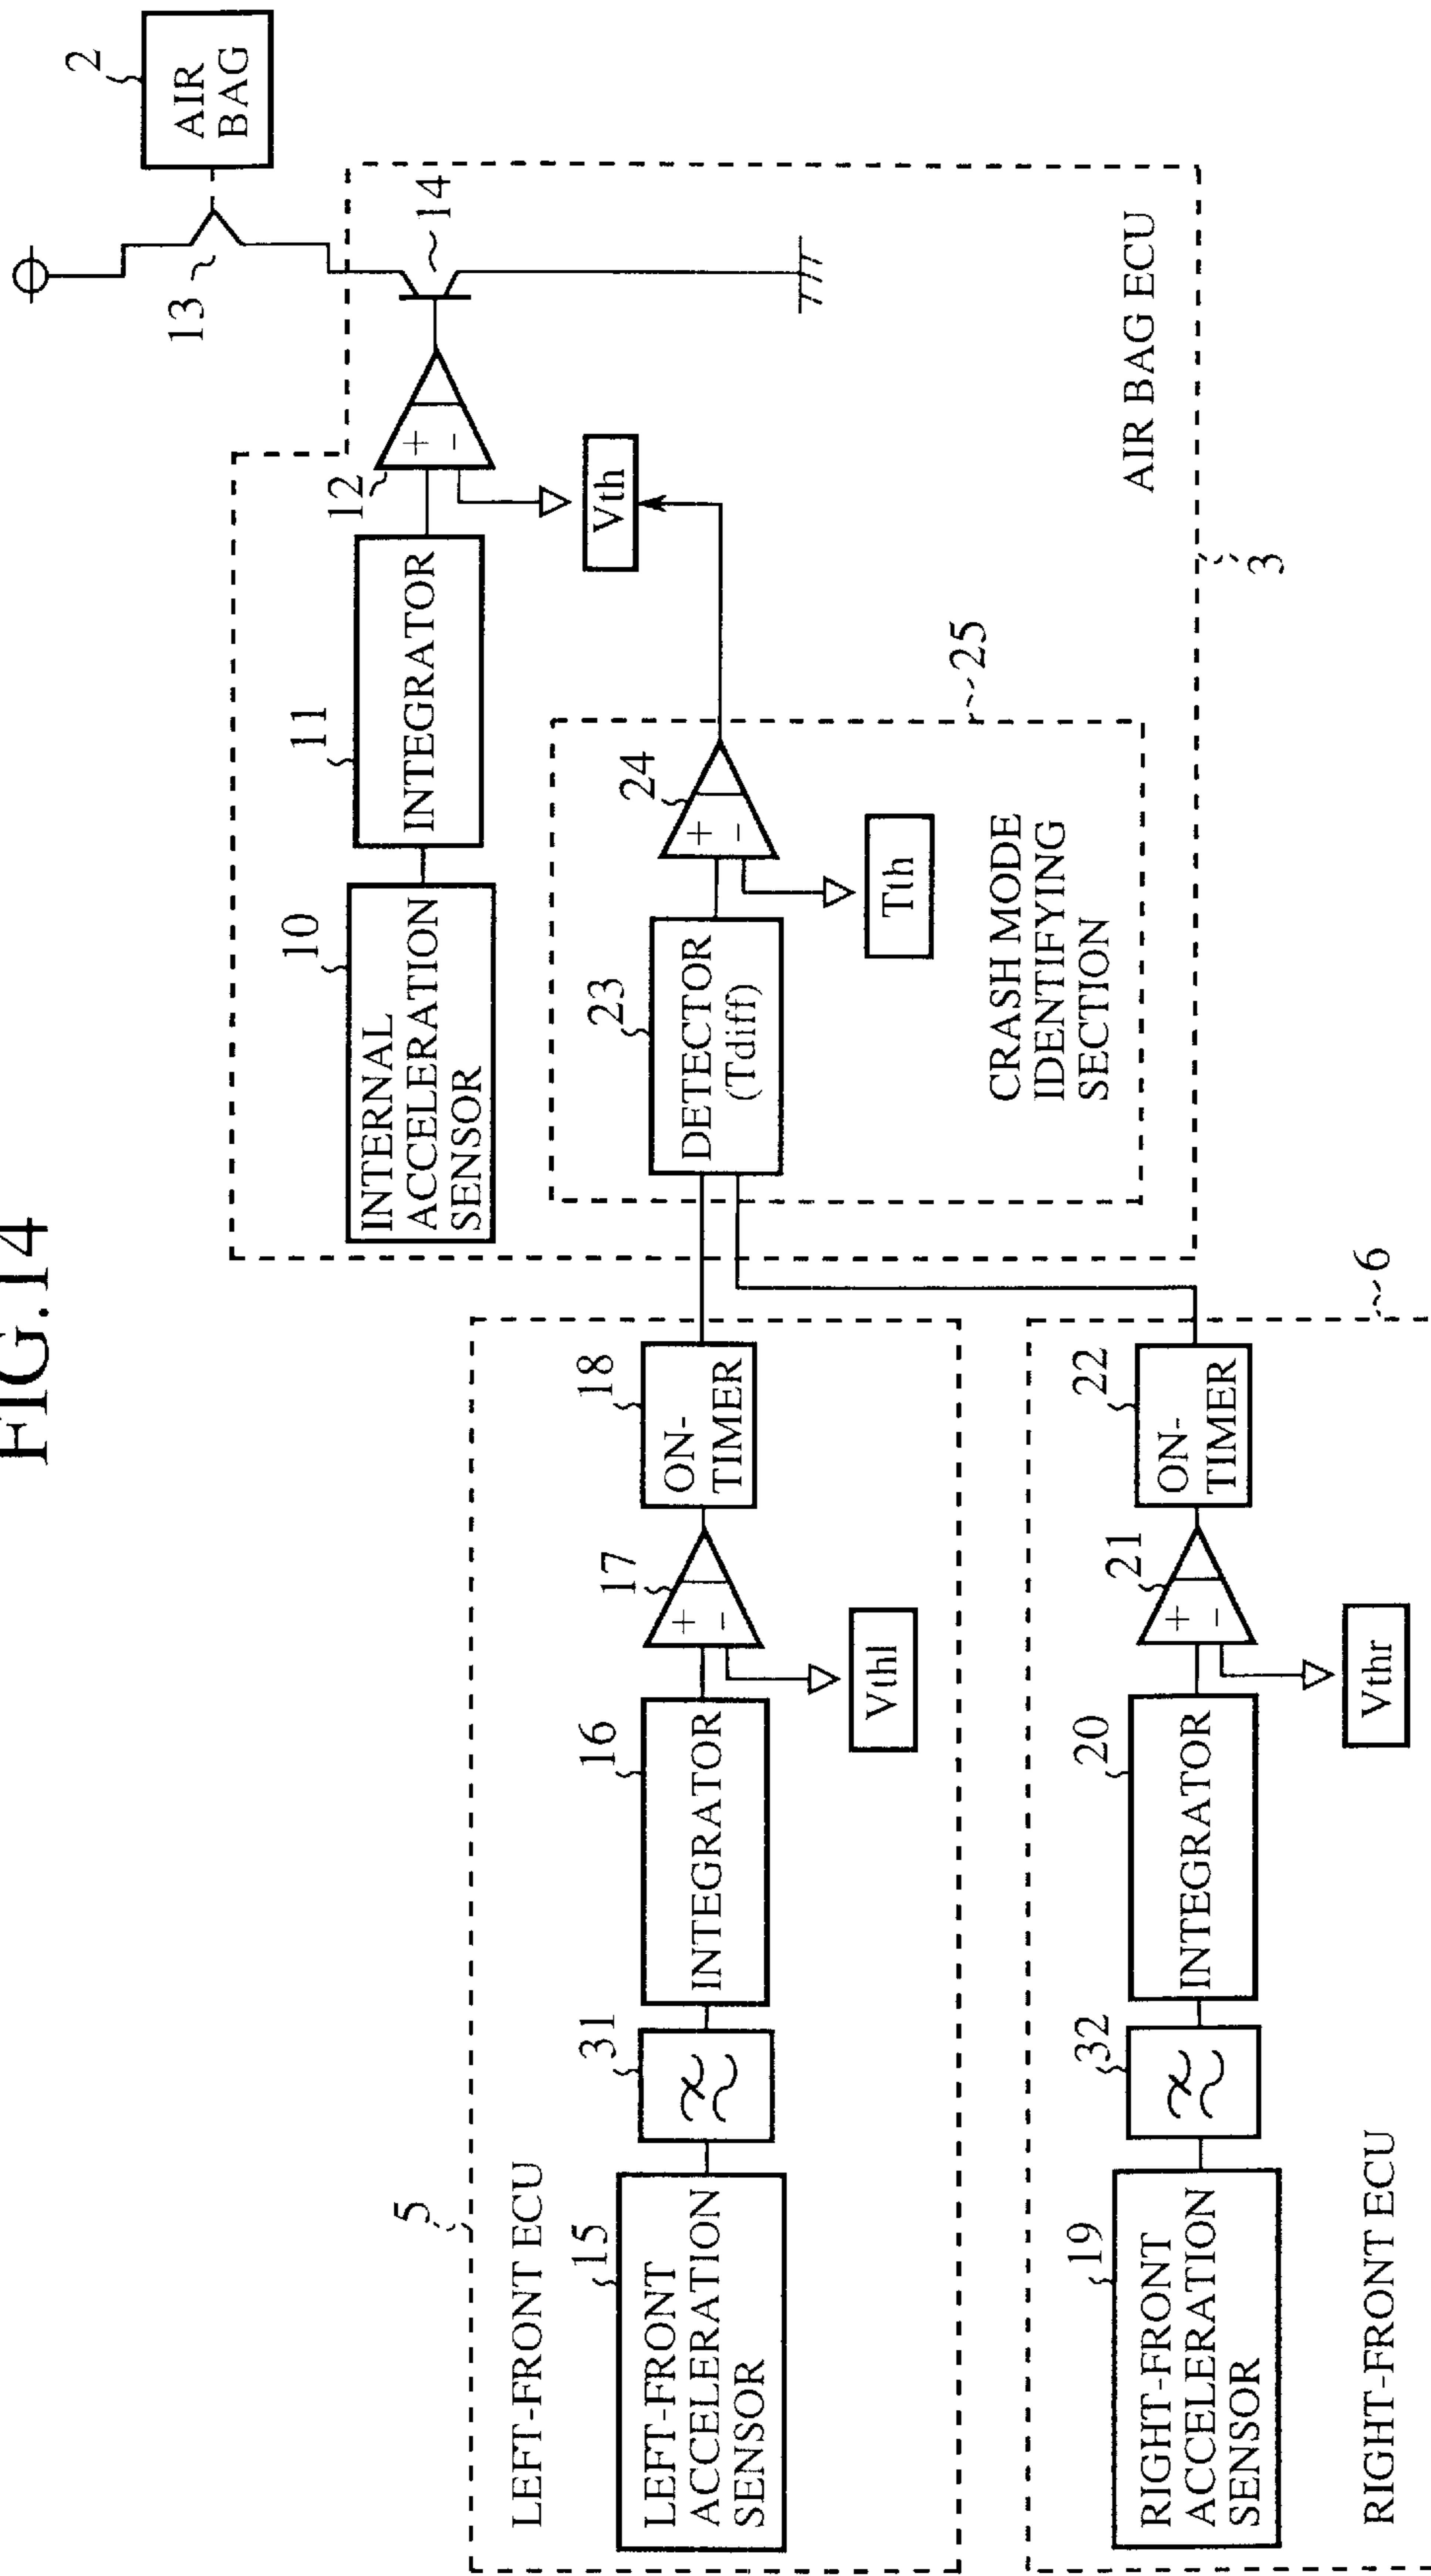 FIG.14
2
AIR
BAG
13
14
12
+
-
Vth
11
INTEGRATOR
10
INTERNAL
ACCELERATION
SENSOR
AIR BAG ECU
3
25
24
+
-
Tth
23
DETECTOR
(Tdiff)
CRASH MODE
IDENTIFYING
SECTION
5
LEFT-FRONT ECU
15
LEFT-FRONT
ACCELERATION
SENSOR
31
16
INTEGRATOR
17
+
-
Vthl
18
ON-
TIMER
6
RIGHT-FRONT ECU
19
RIGHT-FRONT
ACCELERATION
SENSOR
32
20
INTEGRATOR
21
+
-
Vthr
22
ON-
TIMER